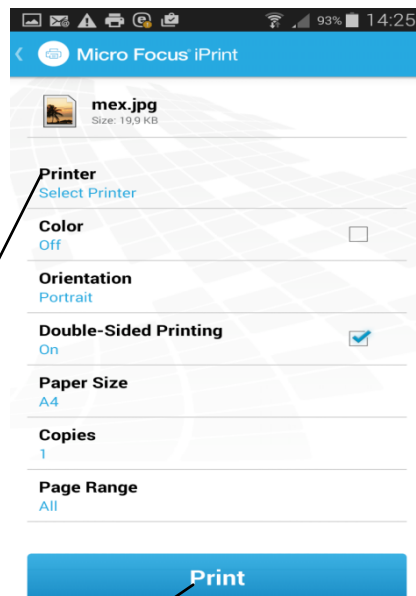 93% 14:25
Micro Focus® iPrint
mex.jpg
Size: 19,9 KB
Printer
Select Printer
Color
Off
Orientation
Portrait
Double-Sided Printing
On
Paper Size
A4
Copies
1
Page Range
All
Print